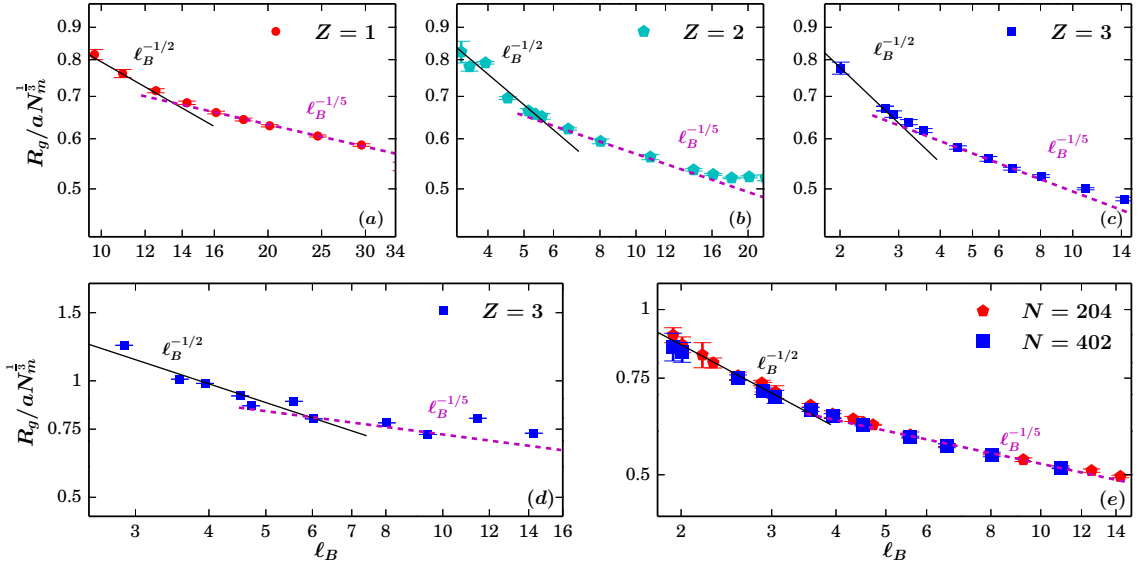 0.9
0.8
0.7
0.6
0.5
R_g/aN_m^{1/3}
ℓ_B^{-1/2}
ℓ_B^{-1/5}
Z = 1
(a)
10 12 14 16 20 25 30 34
0.9
0.8
0.7
0.6
0.5
ℓ_B^{-1/2}
ℓ_B^{-1/5}
Z = 2
(b)
4 5 6 8 10 12 14 16 20
0.9
0.8
0.7
0.6
0.5
ℓ_B^{-1/2}
ℓ_B^{-1/5}
Z = 3
(c)
2 3 4 5 6 8 10 14
1.5
1
0.75
0.5
R_g/aN_m^{1/3}
ℓ_B^{-1/2}
ℓ_B^{-1/5}
Z = 3
(d)
3 4 5 6 7 8 10 12 14 16
ℓ_B
1
0.75
0.5
ℓ_B^{-1/2}
ℓ_B^{-1/5}
N = 204
N = 402
(e)
2 3 4 5 6 8 10 12 14
ℓ_B